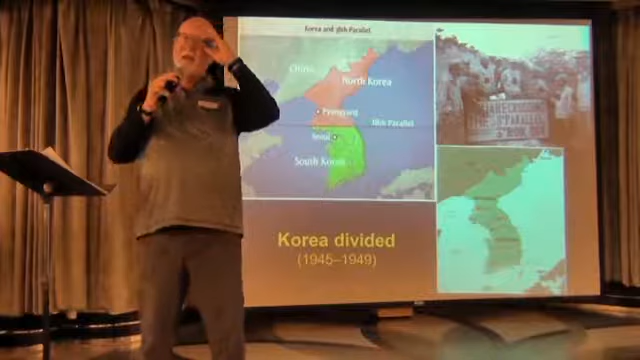 Korea and 38th Parallel
China
North Korea
Pyongyang
38th Parallel
Seoul
South Korea
Korea divided
(1945–1949)